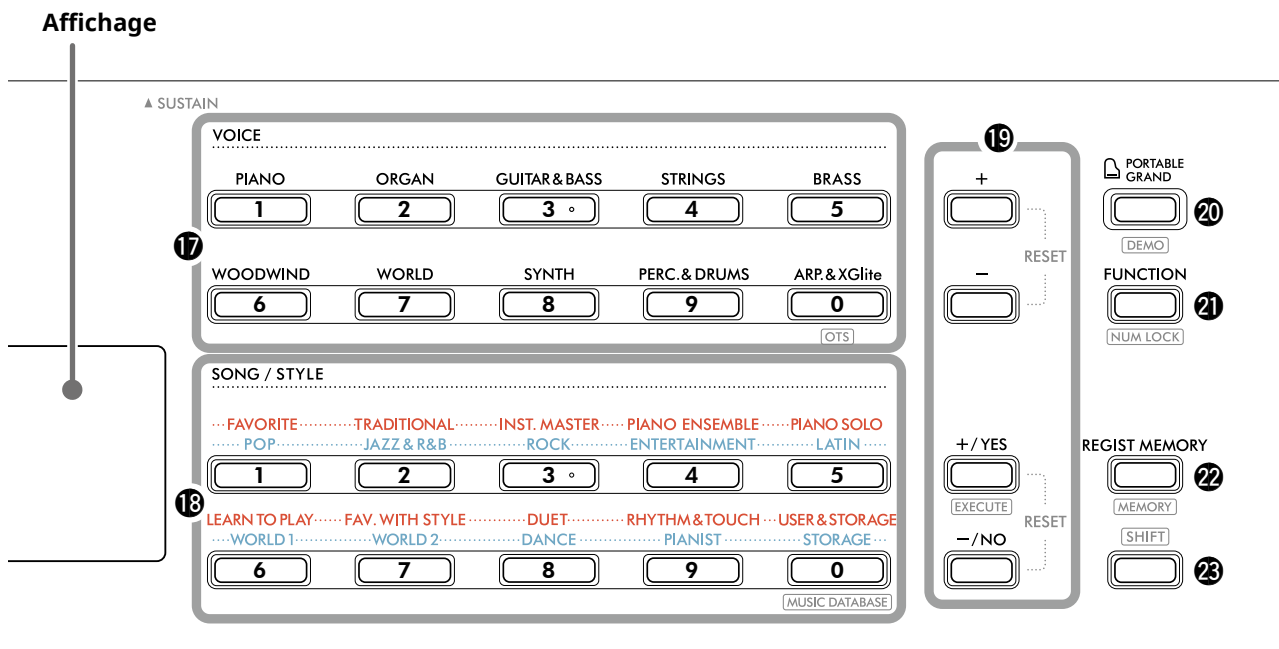 Affichage
▲ SUSTAIN
VOICE
PIANO ORGAN GUITAR & BASS STRINGS BRASS
1 2 3 4 5
⓱
WOODWIND WORLD SYNTH PERC. & DRUMS ARP. & XGlite
6 7 8 9 0
OTS
SONG / STYLE
FAVORITE TRADITIONAL INST. MASTER PIANO ENSEMBLE PIANO SOLO
POP JAZZ & R&B ROCK ENTERTAINMENT LATIN
1 2 3 4 5
⓲
LEARN TO PLAY FAV. WITH STYLE DUET RHYTHM & TOUCH USER & STORAGE
WORLD 1 WORLD 2 DANCE PIANIST STORAGE
6 7 8 9 0
MUSIC DATABASE
⓳
+
RESET
−
+ / YES
EXECUTE
RESET
− / NO
PORTABLE
GRAND
⓴
DEMO
FUNCTION
㉑
NUM LOCK
REGIST MEMORY
㉒
MEMORY
SHIFT
㉓